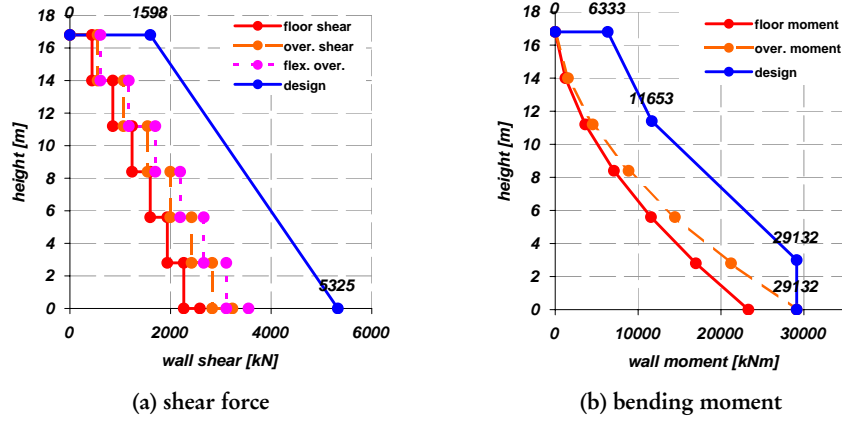 0
1598
5325
18
16
14
12
10
8
6
4
2
0
height [m]
0
2000
4000
6000
wall shear [kN]
floor shear
over. shear
flex. over.
design
(a) shear force
0
6333
11653
29132
29132
18
16
14
12
10
8
6
4
2
0
height [m]
0
10000
20000
30000
wall moment [kNm]
floor moment
over. moment
design
(b) bending moment